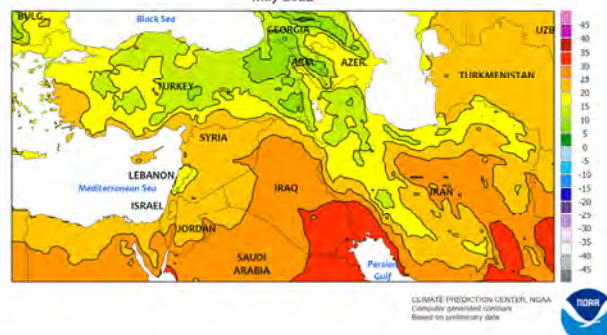 Black Sea
BULG.
GEORGIA
UZB
ARM.
AZER.
TURKEY
TURKMENISTAN
SYRIA
LEBANON
Mediterranean Sea
IRAQ
IRAN
ISRAEL
JORDAN
SAUDI
ARABIA
Persian
Gulf
45
40
35
30
25
20
15
10
5
0
-5
-10
-15
-20
-25
-30
-35
-40
-45
CLIMATE PREDICTION CENTER, NOAA
Computer generated contours
Based on preliminary data
NOAA